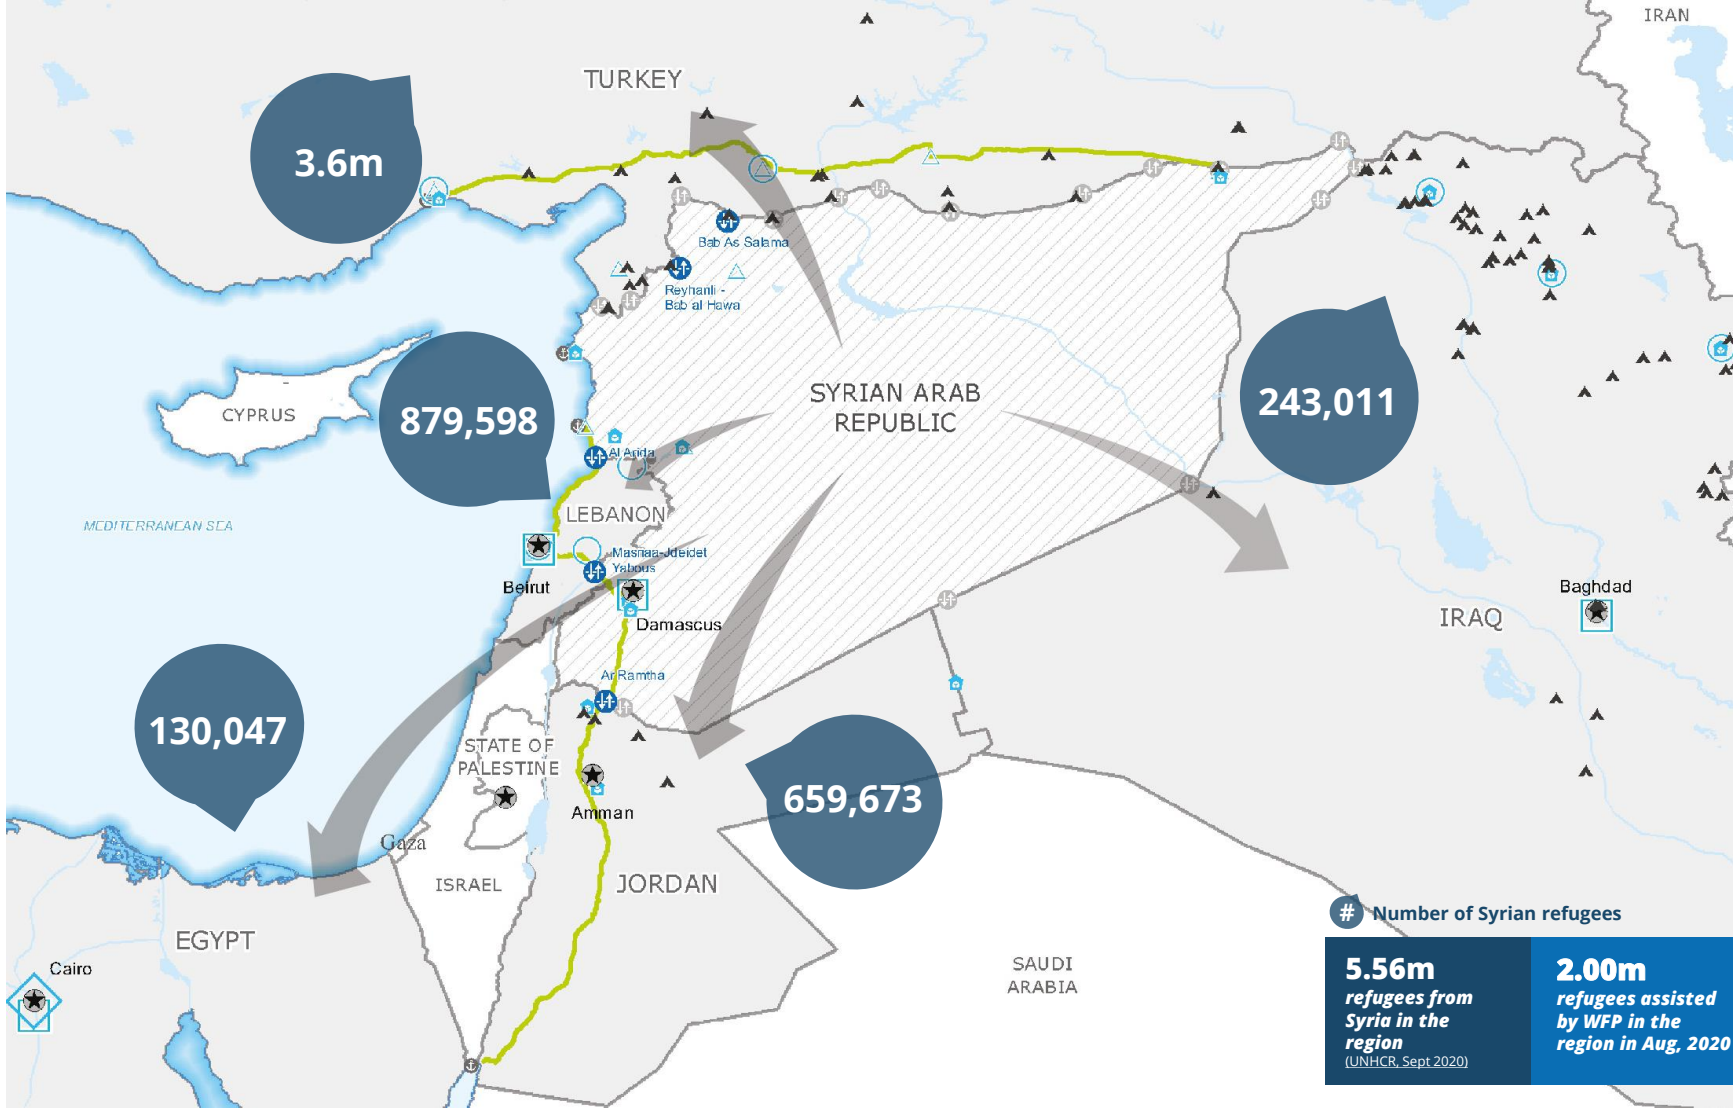 IRAN
TURKEY
3.6m
Bab As Salama
Reyhanli -
Bab al Hawa
CYPRUS
879,598
SYRIAN ARAB
REPUBLIC
243,011
Al Arida
MEDITERRANEAN SEA
LEBANON
Masnaa-Jdeidet
Yabous
Beirut
Baghdad
IRAQ
Damascus
Ar Ramtha
130,047
STATE OF
PALESTINE
659,673
Amman
Gaza
ISRAEL
JORDAN
EGYPT
Cairo
SAUDI
ARABIA
# Number of Syrian refugees
5.56m
refugees from
Syria in the
region
(UNHCR, Sept 2020)
2.00m
refugees assisted
by WFP in the
region in Aug, 2020